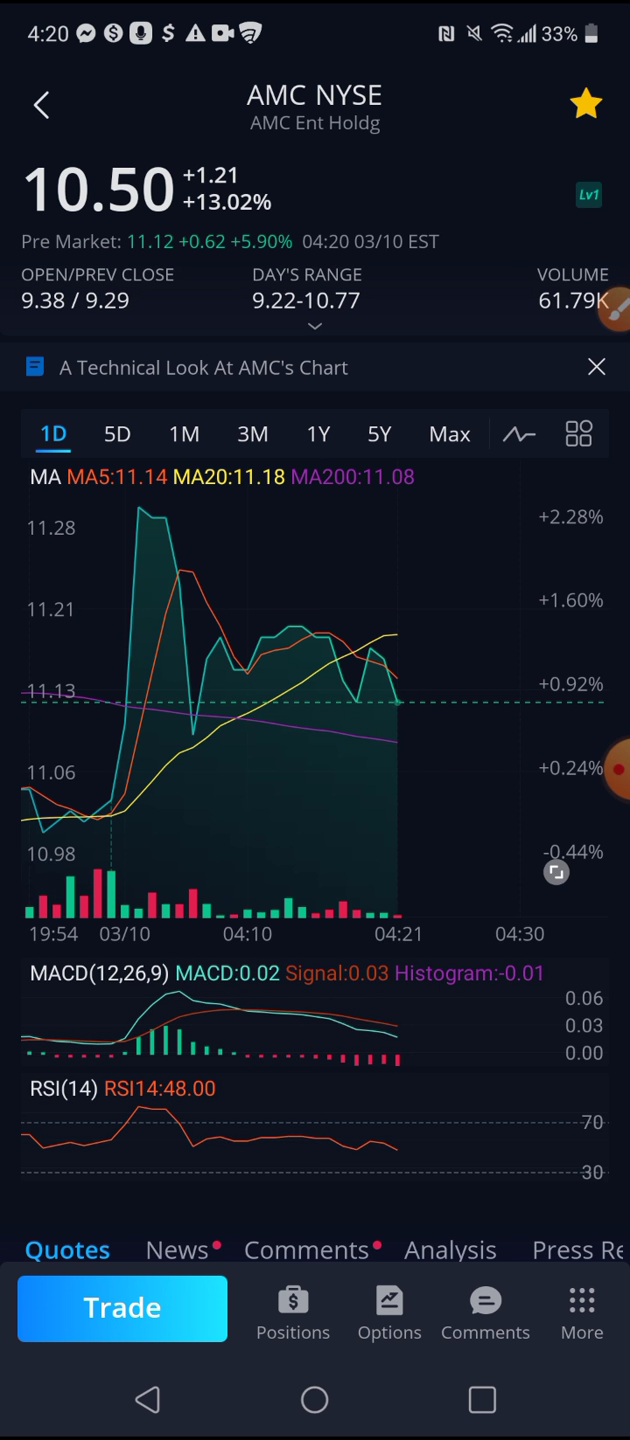 4:20
33%
AMC NYSE
AMC Ent Holdg
10.50 +1.21
+13.02%
Lv1
Pre Market: 11.12 +0.62 +5.90% 04:20 03/10 EST
OPEN/PREV CLOSE DAY'S RANGE VOLUME
9.38 / 9.29 9.22-10.77 61.79K
A Technical Look At AMC's Chart
1D 5D 1M 3M 1Y 5Y Max
MA MA5:11.14 MA20:11.18 MA200:11.08
11.28 +2.28%
11.21 +1.60%
11.13 +0.92%
11.06 +0.24%
10.98 -0.44%
19:54 03/10 04:10 04:21 04:30
MACD(12,26,9) MACD:0.02 Signal:0.03 Histogram:-0.01
0.06
0.03
0.00
RSI(14) RSI14:48.00
70
30
Quotes News Comments Analysis Press Re
Trade Positions Options Comments More